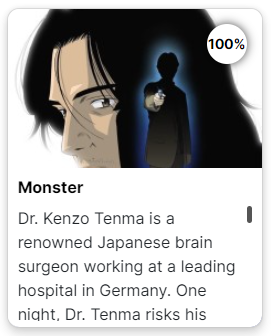 100%
Monster
Dr. Kenzo Tenma is a
renowned Japanese brain
surgeon working at a leading
hospital in Germany. One
night, Dr. Tenma risks his